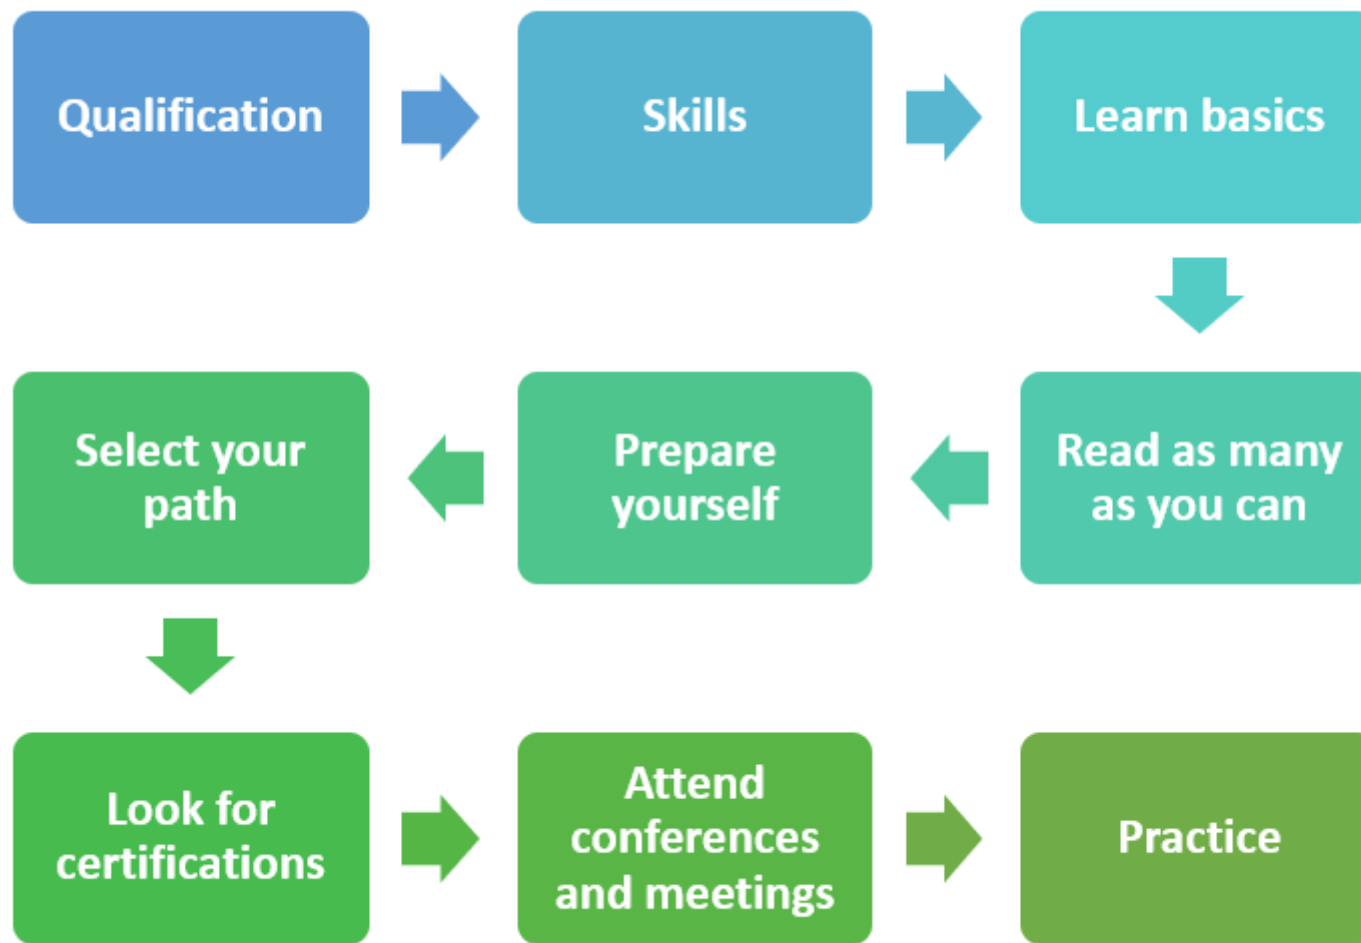 Qualification
Skills
Learn basics
Read as many
as you can
Prepare
yourself
Select your
path
Look for
certifications
Attend
conferences
and meetings
Practice